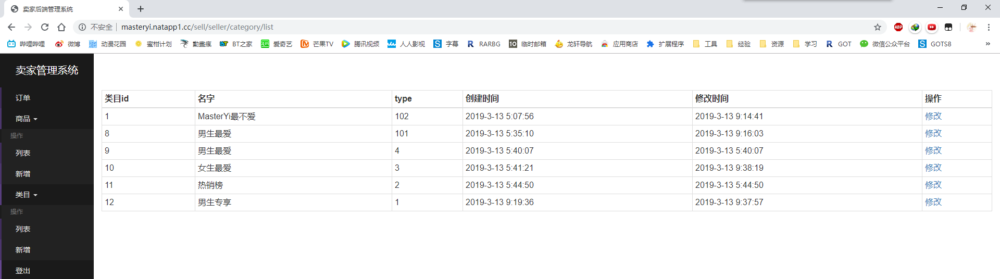 卖家后端管理系统
不安全 masteryi.natapp1.cc/sell/seller/category/list ABP
哔哩哔哩 微博 动漫花园 蜜柑计划 動畫瘋 BT之家 爱奇艺 芒果TV 腾讯视频 人人影视 S 字幕 R RARBG 10 临时邮箱 龙轩导航 应用商店 扩展程序 工具 经验 资源 学习 R GOT 微信公众平台 S GOTS8 »
卖家管理系统
订单
商品
操作
列表
新增
类目
操作
列表
新增
登出
类目id 名字 type 创建时间 修改时间 操作
1 MasterYi最不爱 102 2019-3-13 5:07:56 2019-3-13 9:14:41 修改
8 男生最爱 101 2019-3-13 5:35:10 2019-3-13 9:16:03 修改
9 男生最爱 4 2019-3-13 5:40:07 2019-3-13 5:40:07 修改
10 女生最爱 3 2019-3-13 5:41:21 2019-3-13 9:38:19 修改
11 热销榜 2 2019-3-13 5:44:50 2019-3-13 5:44:50 修改
12 男生专享 1 2019-3-13 9:19:36 2019-3-13 9:37:57 修改